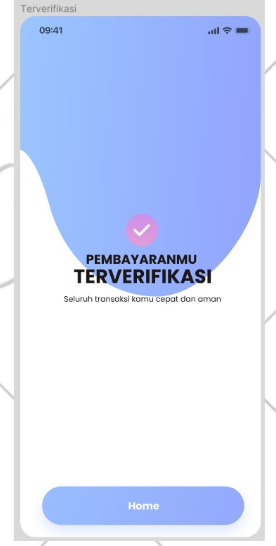 Terverifikasi
09:41
PEMBAYARANMU
TERVERIFIKASI
Seluruh transaksi kamu cepat dan aman
Home